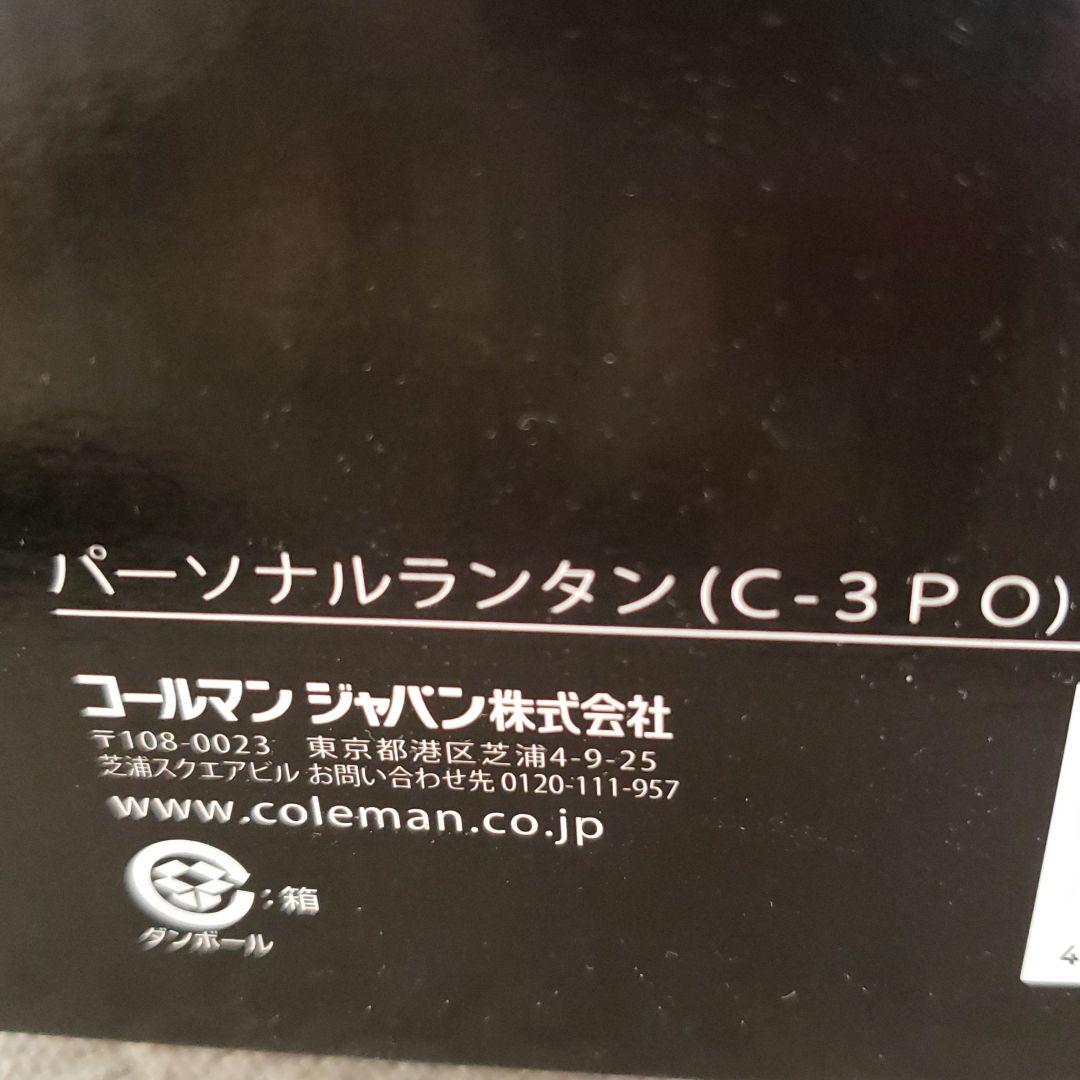 パーソナルランタン(C-3PO)
コールマン ジャパン株式会社
〒108-0023 東京都港区芝浦4-9-25
芝浦スクエアビル お問い合わせ先 0120-111-957
www.coleman.co.jp
:箱
ダンボール
4